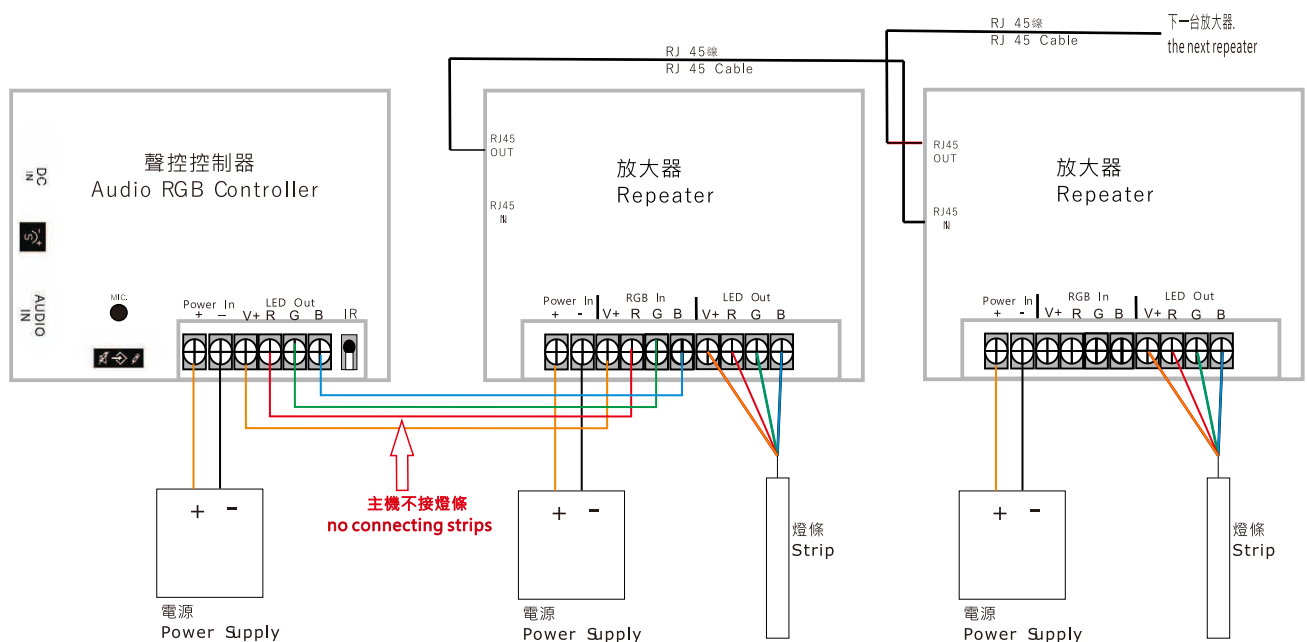 RJ 45線
RJ 45 Cable
下一台放大器.
the next repeater
RJ 45線
RJ 45 Cable
聲控控制器
Audio RGB Controller
DC
IN
AUDIO
IN
MIC.
Power In
LED Out
+ − V+ R G B IR
RJ45
OUT
RJ45
IN
放大器
Repeater
Power In
RGB In
LED Out
+ - V+ R G B V+ R G B
RJ45
OUT
RJ45
IN
放大器
Repeater
Power In
RGB In
LED Out
+ - V+ R G B V+ R G B
主機不接燈條
no connecting strips
+ -
電源
Power Supply
+ -
電源
Power Supply
燈條
Strip
+ -
電源
Power Supply
燈條
Strip